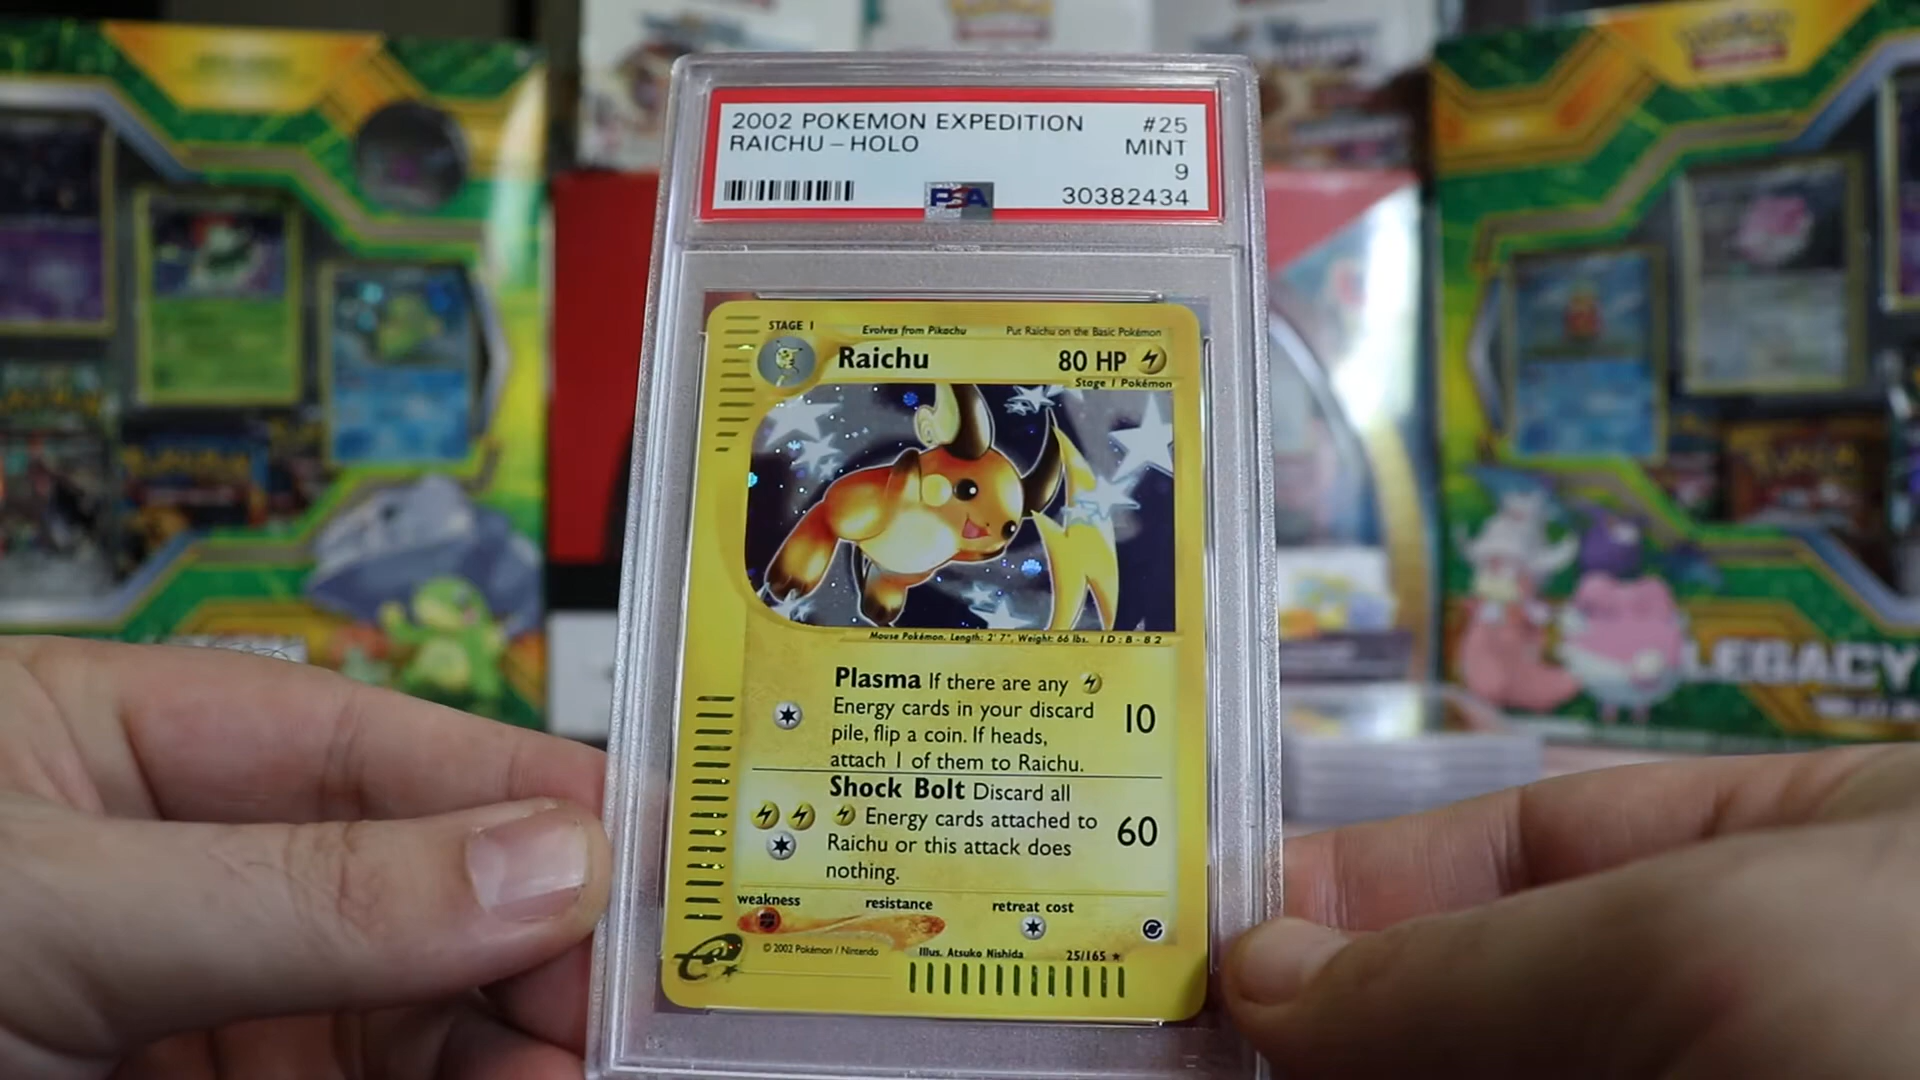 2002 POKEMON EXPEDITION #25
RAICHU – HOLO MINT
9
PSA 30382434
STAGE 1 Evolves from Pikachu Put Raichu on the Basic Pokémon
Raichu 80 HP
Stage 1 Pokémon
Mouse Pokémon. Length: 2' 7", Weight: 66 lbs. ID: B-82
Plasma If there are any
Energy cards in your discard
pile, flip a coin. If heads,
attach 1 of them to Raichu.
10
Shock Bolt Discard all
Energy cards attached to
Raichu or this attack does
nothing.
60
weakness resistance retreat cost
© 2002 Pokémon / Nintendo Illus. Atsuko Nishida 25/165
LEGACY